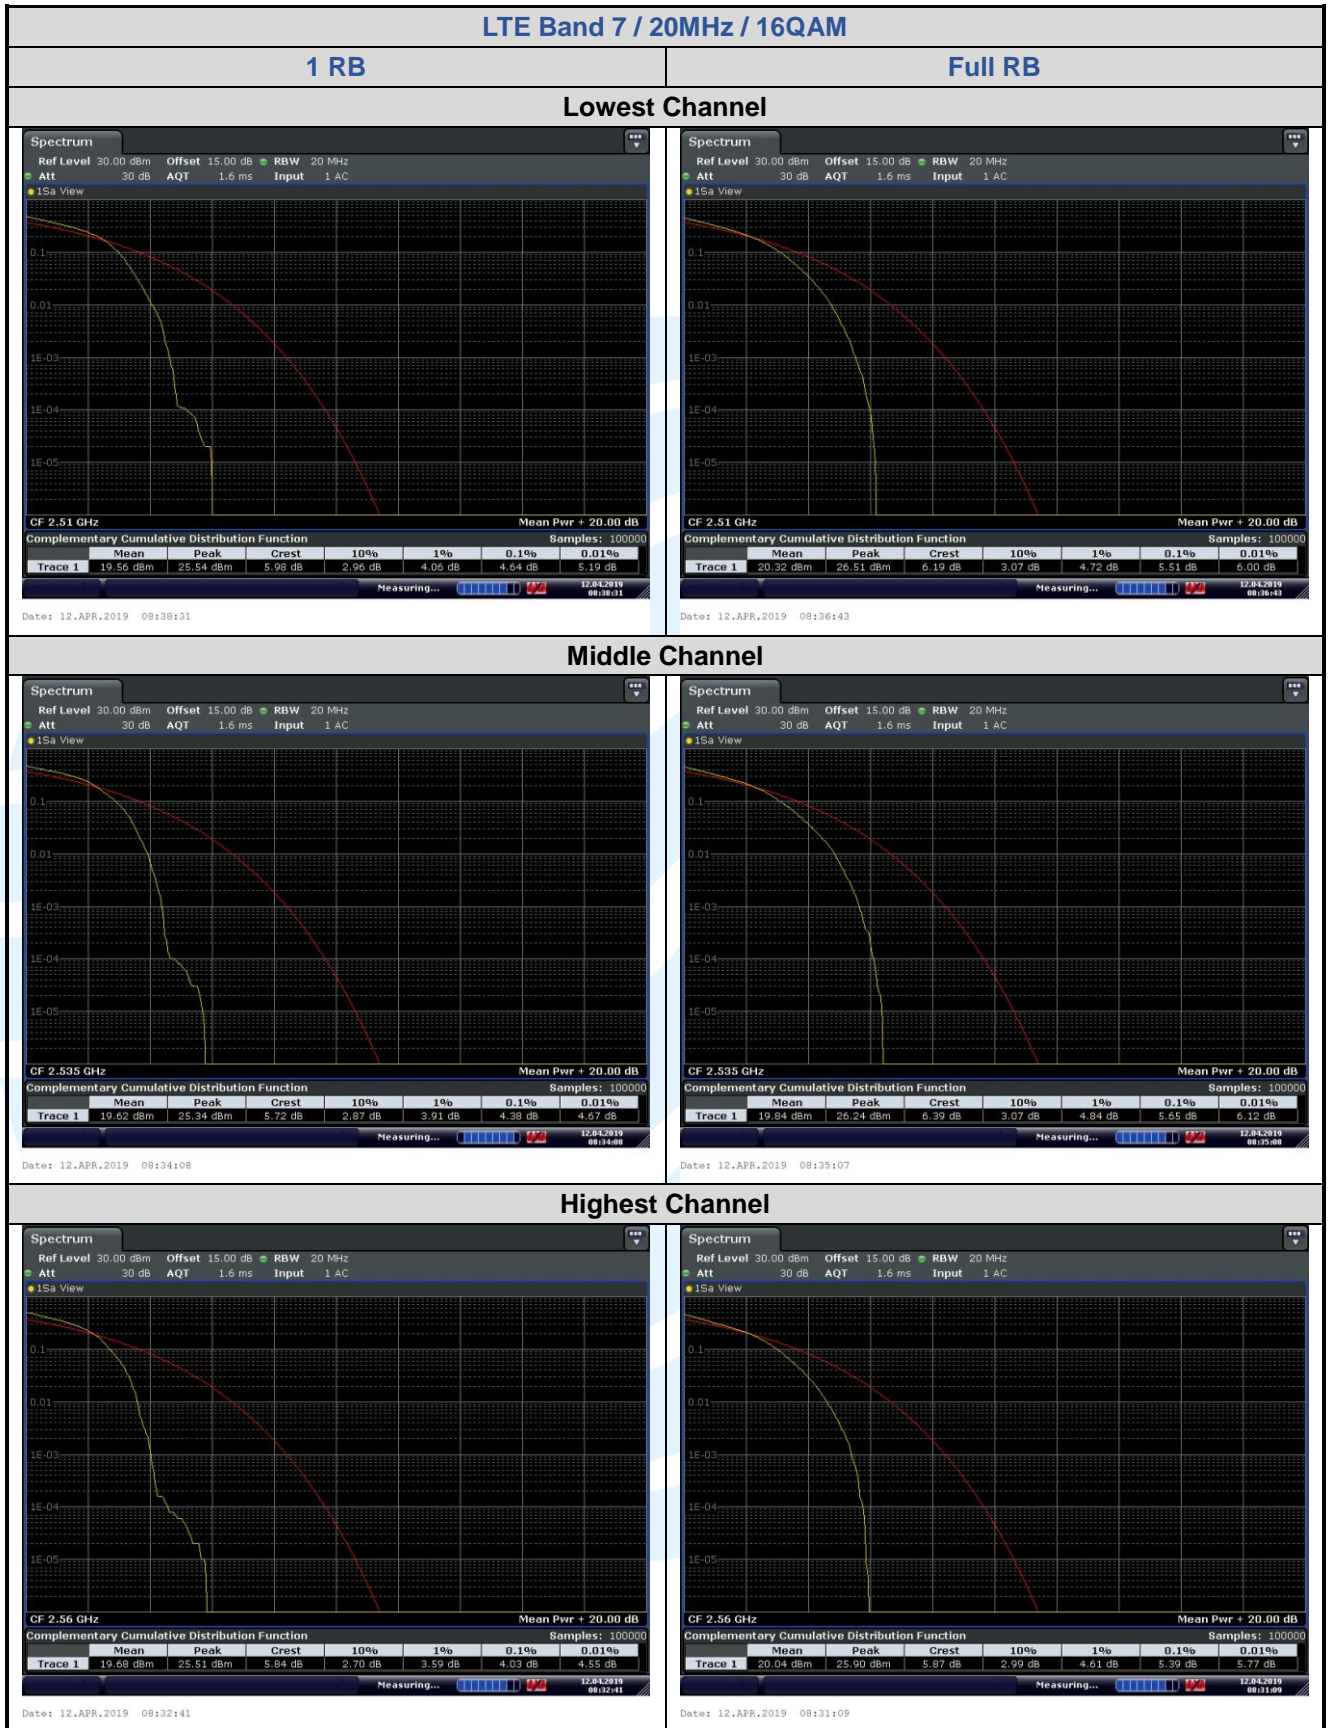 LTE Band 7 / 20MHz / 16QAM
1 RB
Full RB
Lowest Channel
Spectrum
Ref Level 30.00 dBm Offset 15.00 dB RBW 20 MHz
Att 30 dB AQT 1.6 ms Input 1 AC
1Sa View
0.1
0.01
1E-03
1E-04
1E-05
CF 2.51 GHz Mean Pwr + 20.00 dB
Complementary Cumulative Distribution Function Samples: 100000
Mean Peak Crest 10% 1% 0.1% 0.01%
Trace 1 19.56 dBm 25.54 dBm 5.98 dB 2.96 dB 4.06 dB 4.64 dB 5.19 dB
Measuring... 12.04.2019
08:38:31
Date: 12.APR.2019 08:38:31
Spectrum
Ref Level 30.00 dBm Offset 15.00 dB RBW 20 MHz
Att 30 dB AQT 1.6 ms Input 1 AC
1Sa View
0.1
0.01
1E-03
1E-04
1E-05
CF 2.51 GHz Mean Pwr + 20.00 dB
Complementary Cumulative Distribution Function Samples: 100000
Mean Peak Crest 10% 1% 0.1% 0.01%
Trace 1 20.32 dBm 26.51 dBm 6.19 dB 3.07 dB 4.72 dB 5.51 dB 6.00 dB
Measuring... 12.04.2019
08:36:43
Date: 12.APR.2019 08:36:43
Middle Channel
Spectrum
Ref Level 30.00 dBm Offset 15.00 dB RBW 20 MHz
Att 30 dB AQT 1.6 ms Input 1 AC
1Sa View
0.1
0.01
1E-03
1E-04
1E-05
CF 2.535 GHz Mean Pwr + 20.00 dB
Complementary Cumulative Distribution Function Samples: 100000
Mean Peak Crest 10% 1% 0.1% 0.01%
Trace 1 19.62 dBm 25.34 dBm 5.72 dB 2.87 dB 3.91 dB 4.38 dB 4.67 dB
Measuring... 12.04.2019
08:34:08
Date: 12.APR.2019 08:34:08
Spectrum
Ref Level 30.00 dBm Offset 15.00 dB RBW 20 MHz
Att 30 dB AQT 1.6 ms Input 1 AC
1Sa View
0.1
0.01
1E-03
1E-04
1E-05
CF 2.535 GHz Mean Pwr + 20.00 dB
Complementary Cumulative Distribution Function Samples: 100000
Mean Peak Crest 10% 1% 0.1% 0.01%
Trace 1 19.84 dBm 26.24 dBm 6.39 dB 3.07 dB 4.84 dB 5.65 dB 6.12 dB
Measuring... 12.04.2019
08:35:08
Date: 12.APR.2019 08:35:07
Highest Channel
Spectrum
Ref Level 30.00 dBm Offset 15.00 dB RBW 20 MHz
Att 30 dB AQT 1.6 ms Input 1 AC
1Sa View
0.1
0.01
1E-03
1E-04
1E-05
CF 2.56 GHz Mean Pwr + 20.00 dB
Complementary Cumulative Distribution Function Samples: 100000
Mean Peak Crest 10% 1% 0.1% 0.01%
Trace 1 19.68 dBm 25.51 dBm 5.84 dB 2.70 dB 3.59 dB 4.03 dB 4.55 dB
Measuring... 12.04.2019
08:32:41
Date: 12.APR.2019 08:32:41
Spectrum
Ref Level 30.00 dBm Offset 15.00 dB RBW 20 MHz
Att 30 dB AQT 1.6 ms Input 1 AC
1Sa View
0.1
0.01
1E-03
1E-04
1E-05
CF 2.56 GHz Mean Pwr + 20.00 dB
Complementary Cumulative Distribution Function Samples: 100000
Mean Peak Crest 10% 1% 0.1% 0.01%
Trace 1 20.04 dBm 25.90 dBm 5.87 dB 2.99 dB 4.61 dB 5.39 dB 5.77 dB
Measuring... 12.04.2019
08:31:09
Date: 12.APR.2019 08:31:09